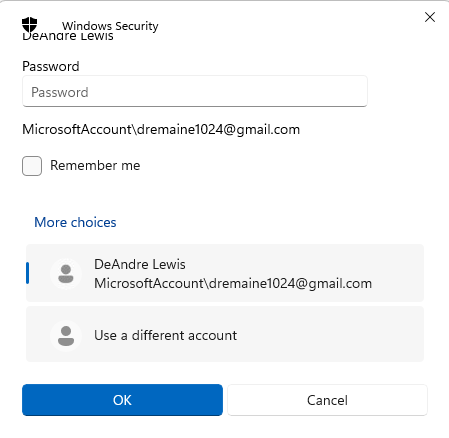 Windows Security
DeAndre Lewis
Password
Password
MicrosoftAccount\dremaine1024@gmail.com
Remember me
More choices
DeAndre Lewis
MicrosoftAccount\dremaine1024@gmail.com
Use a different account
OK
Cancel